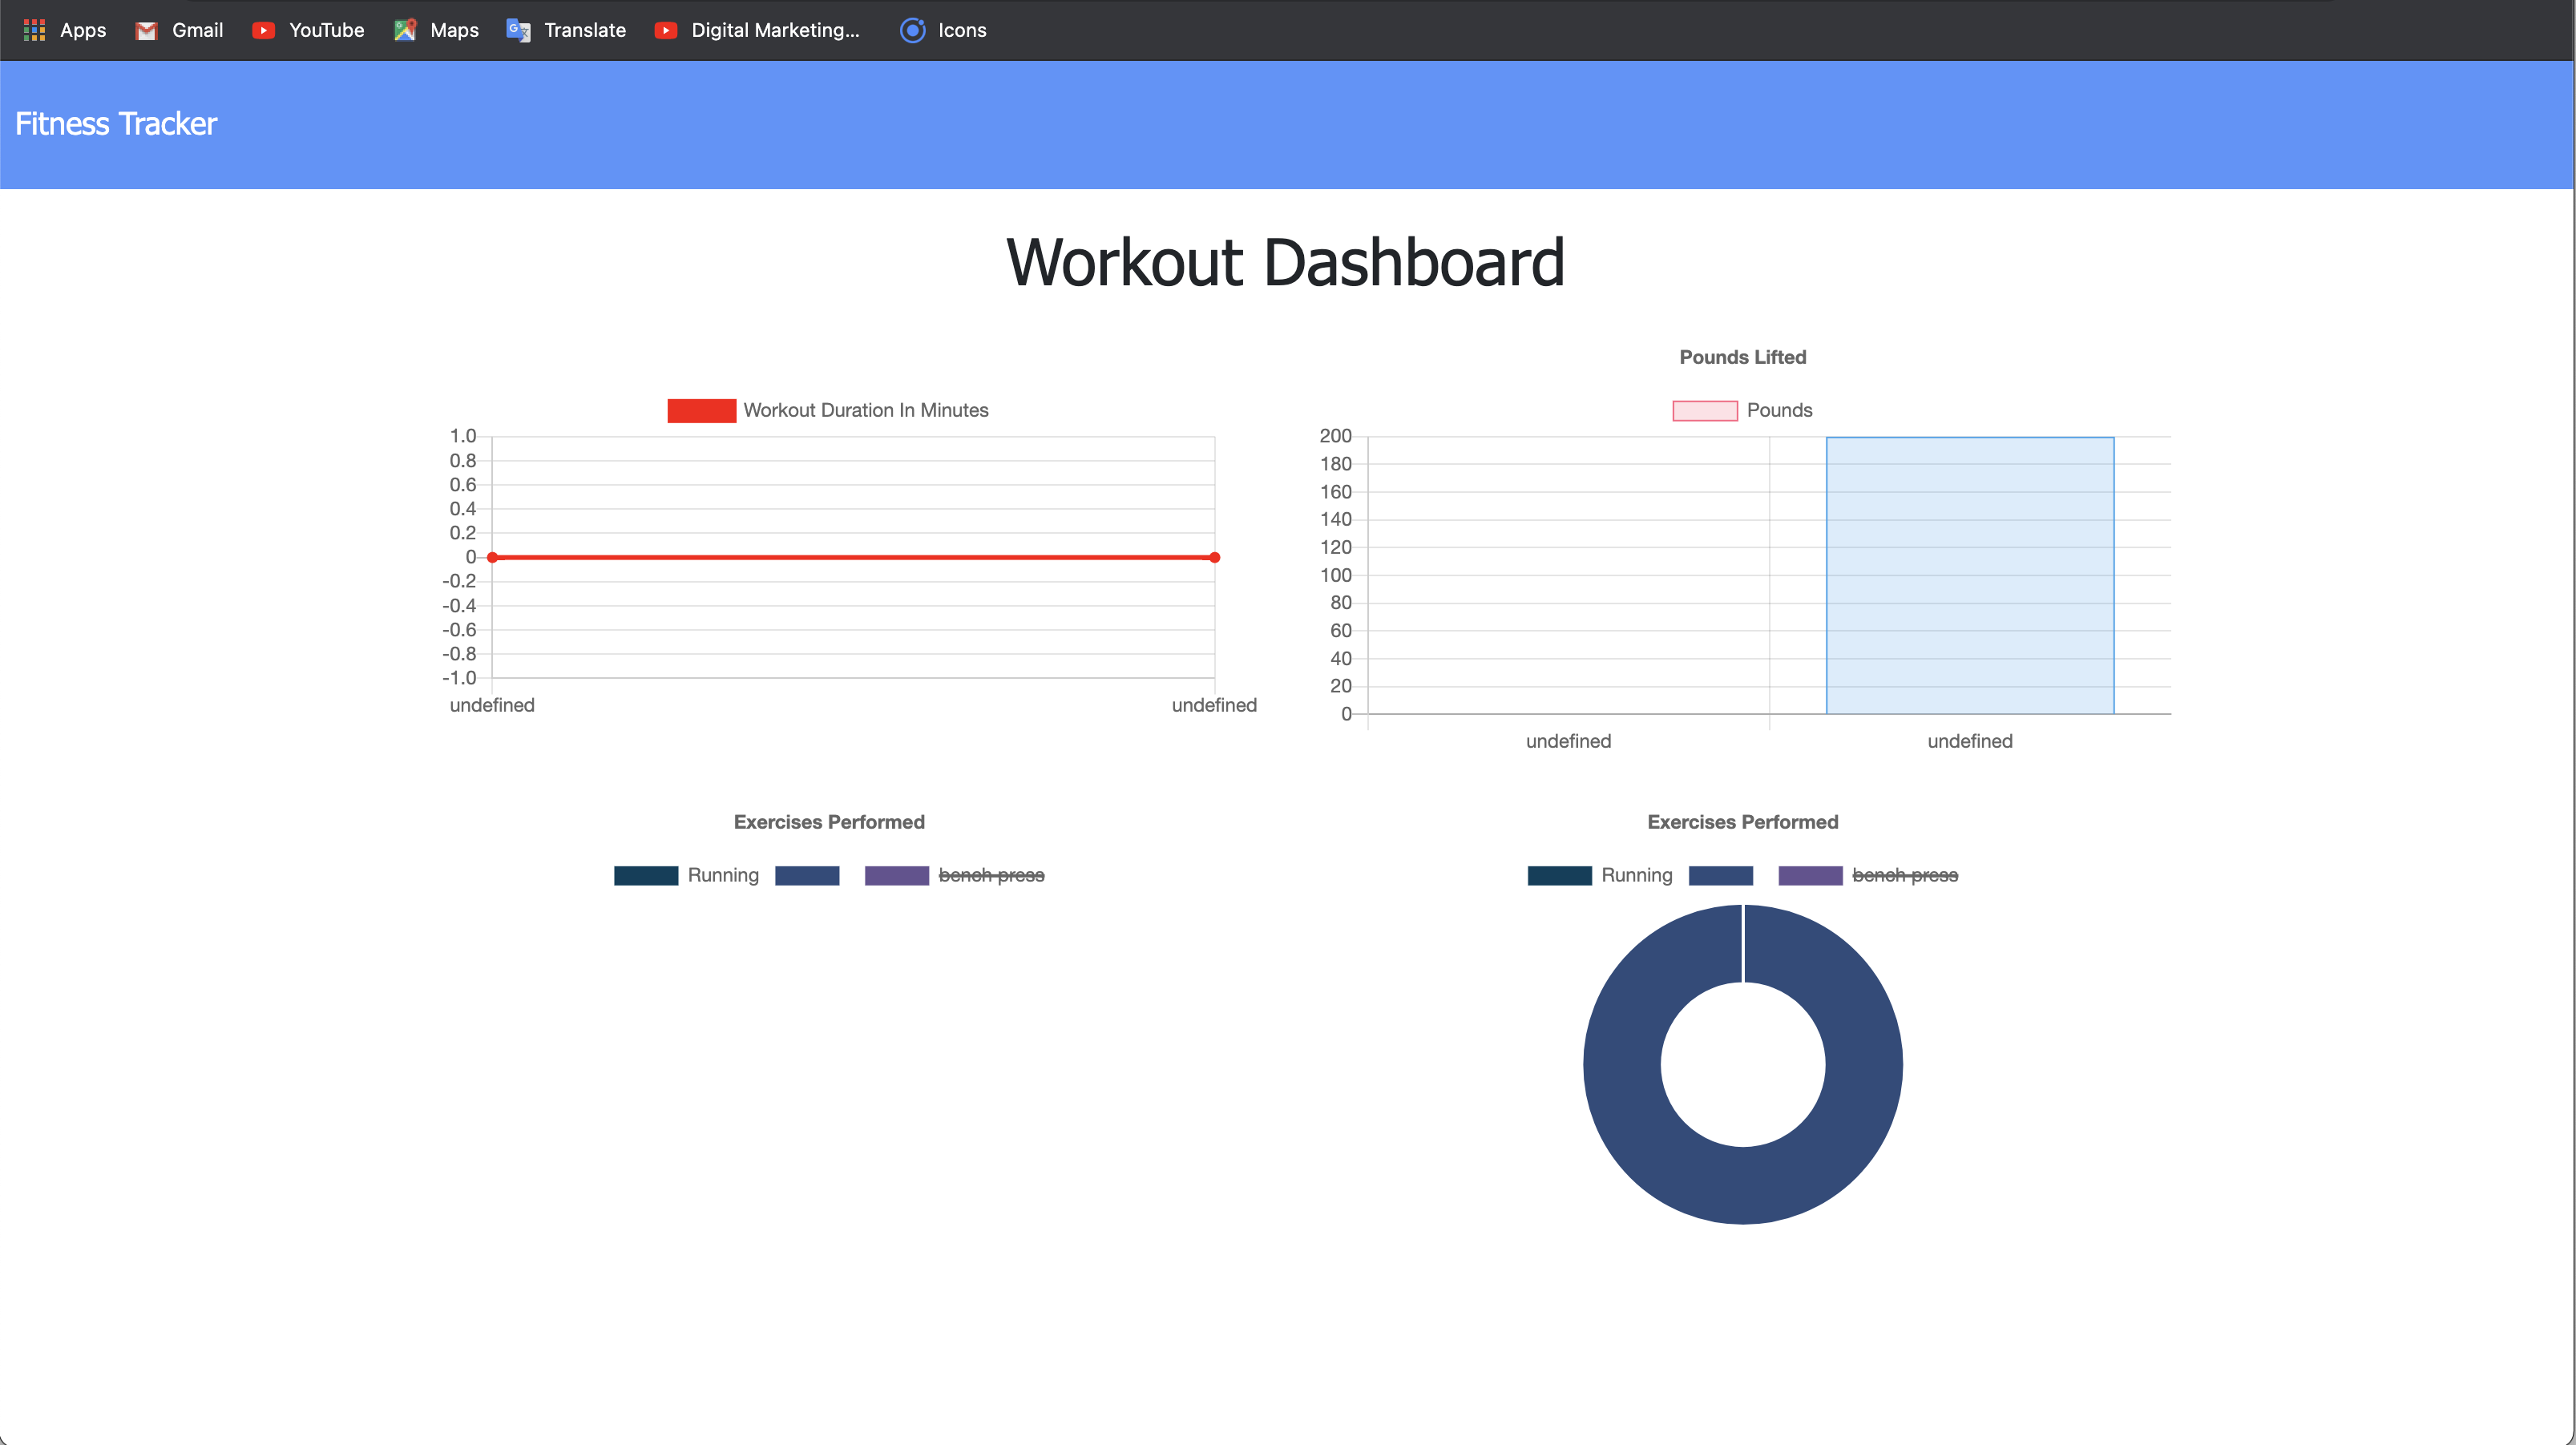 Apps Gmail YouTube Maps Translate Digital Marketing... Icons
Fitness Tracker
Workout Dashboard
Workout Duration In Minutes
1.0
0.8
0.6
0.4
0.2
0
-0.2
-0.4
-0.6
-0.8
-1.0
undefined undefined
Pounds Lifted
Pounds
200
180
160
140
120
100
80
60
40
20
0
undefined undefined
Exercises Performed
Running bench press
Exercises Performed
Running bench press